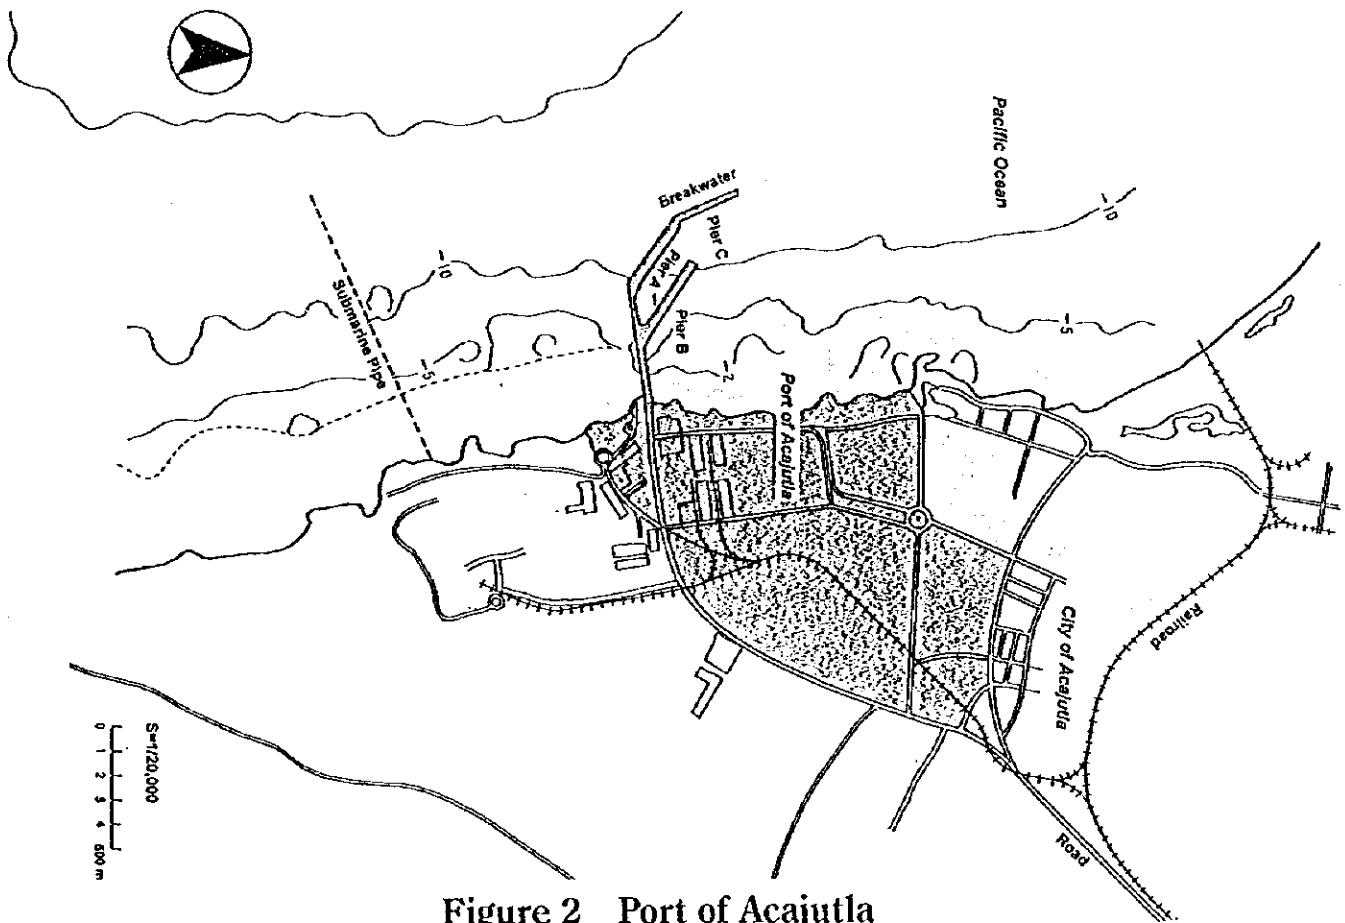 Pacific Ocean
Breakwater
Pier C
Pier A
Pier B
-10
-10
-5
-5
-2
Submarine Pipe
Port of Acajutla
City of Acajutla
Railroad
Road
S=1/20,000
0 1 2 3 4 500 m
Figure 2 Port of Acajutla